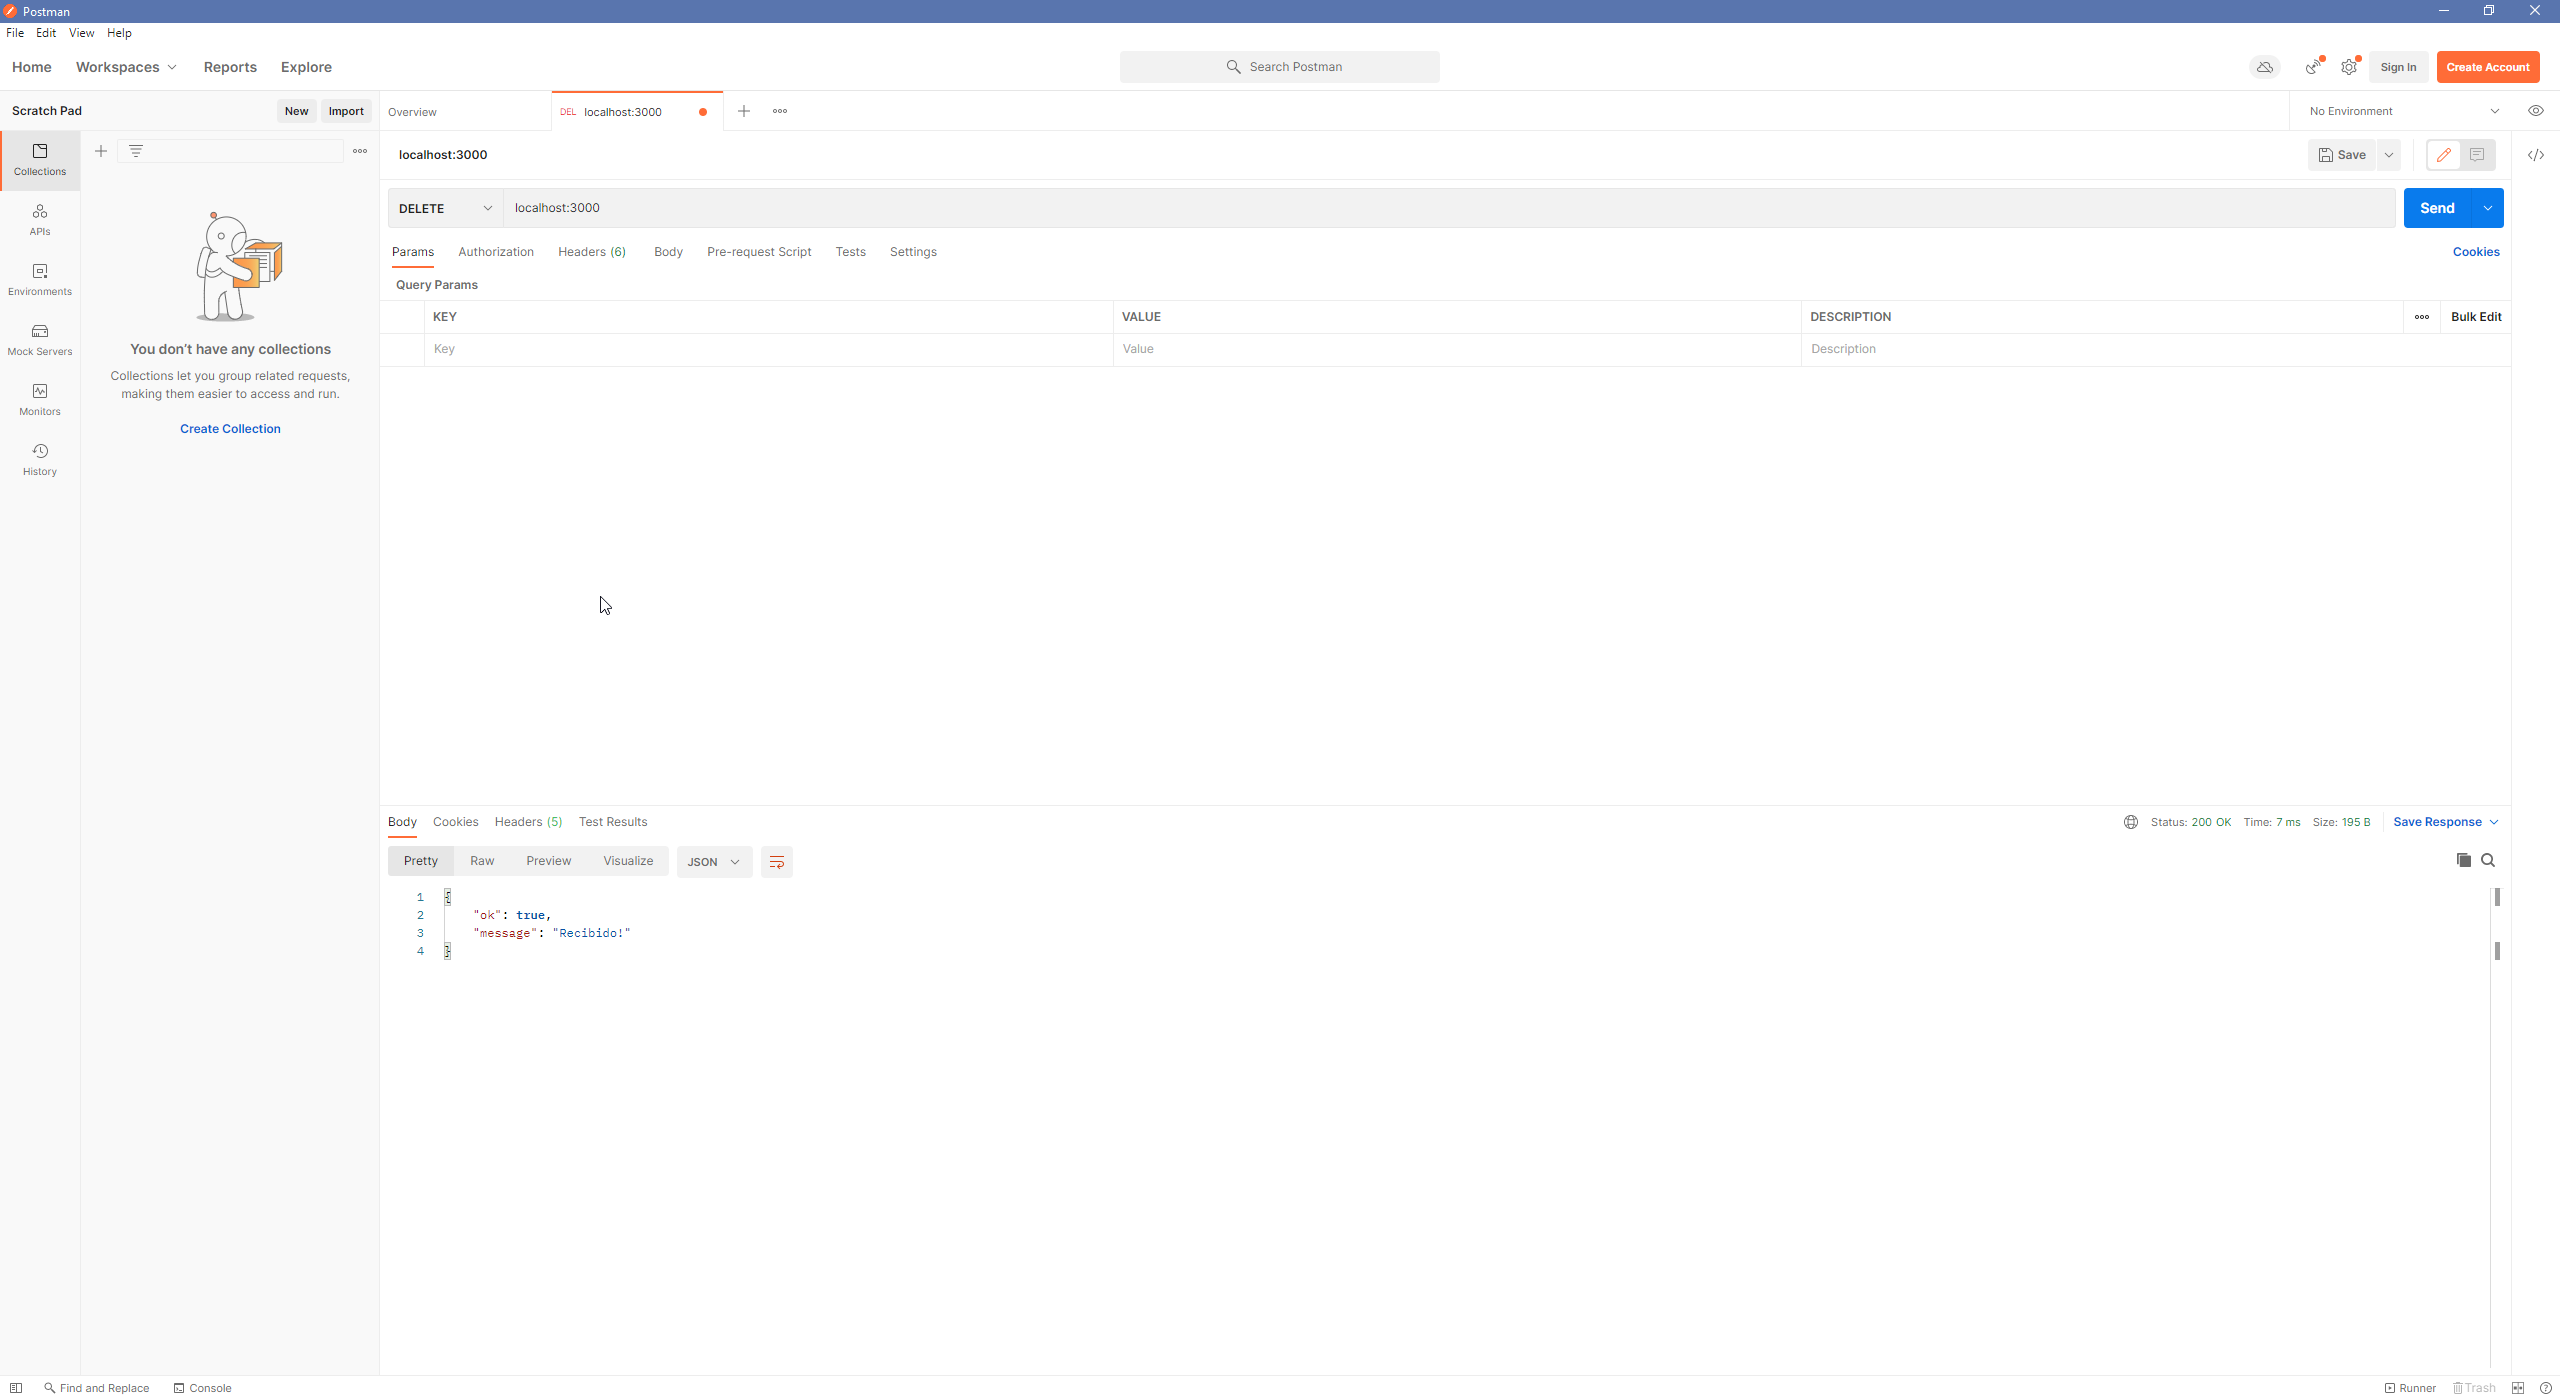 Postman
File Edit View Help
Home Workspaces Reports Explore
Search Postman
Sign In Create Account
Scratch Pad New Import
Overview DEL localhost:3000
No Environment
Collections
APIs
Environments
Mock Servers
Monitors
History
You don't have any collections
Collections let you group related requests,
making them easier to access and run.
Create Collection
localhost:3000
Save
DELETE localhost:3000
Send
Params Authorization Headers (6) Body Pre-request Script Tests Settings Cookies
Query Params
KEY VALUE DESCRIPTION Bulk Edit
Key Value Description
Body Cookies Headers (5) Test Results
Status: 200 OK Time: 7 ms Size: 195 B Save Response
Pretty Raw Preview Visualize JSON
1 {
2 "ok": true,
3 "message": "Recibido!"
4 }
Find and Replace Console
Runner Trash